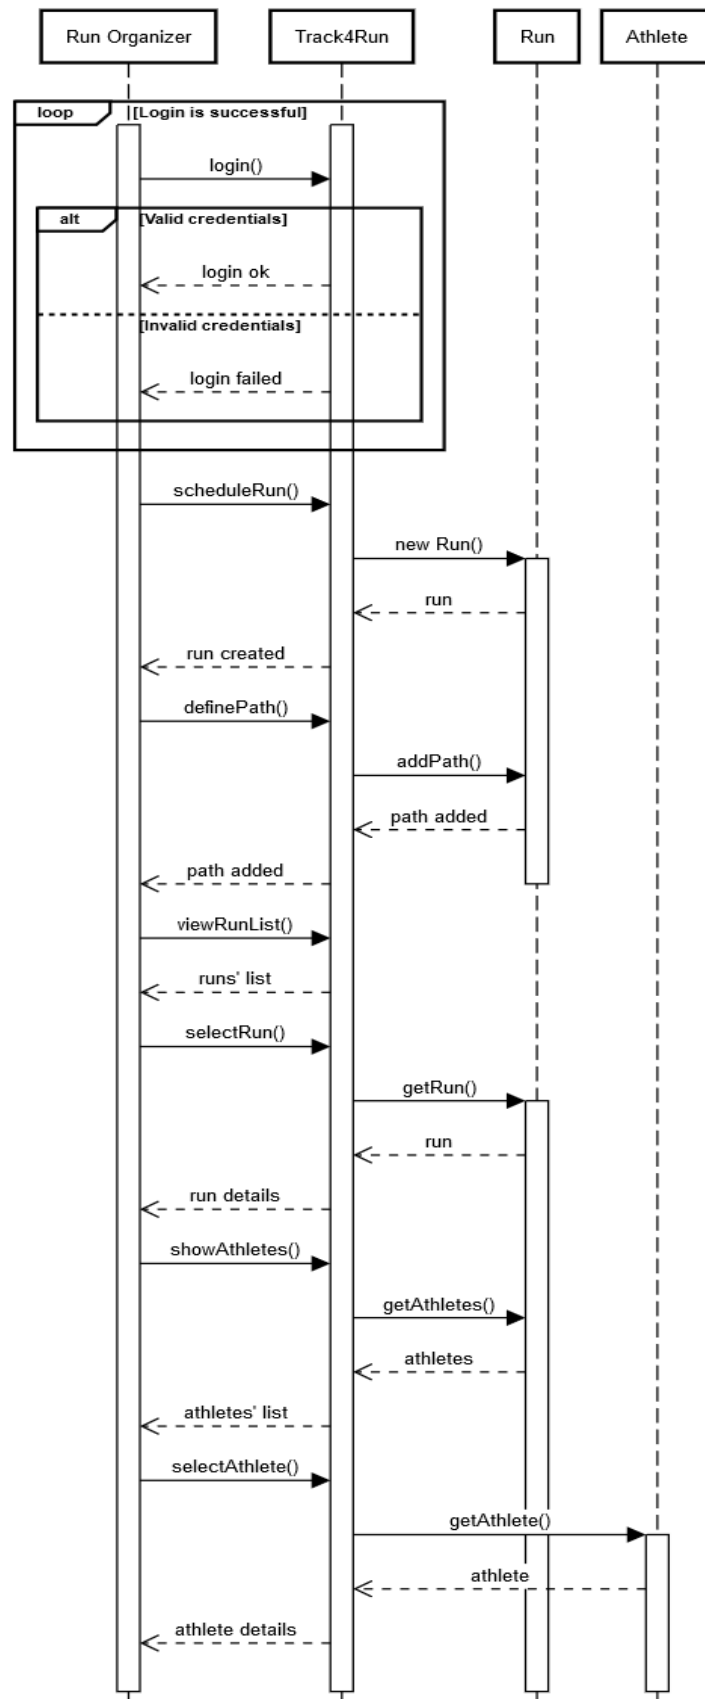 Run Organizer
Track4Run
Run
Athlete
loop
[Login is successful]
login()
alt
[Valid credentials]
login ok
[Invalid credentials]
login failed
scheduleRun()
new Run()
run
run created
definePath()
addPath()
path added
path added
viewRunList()
runs' list
selectRun()
getRun()
run
run details
showAthletes()
getAthletes()
athletes
athletes' list
selectAthlete()
getAthlete()
athlete
athlete details